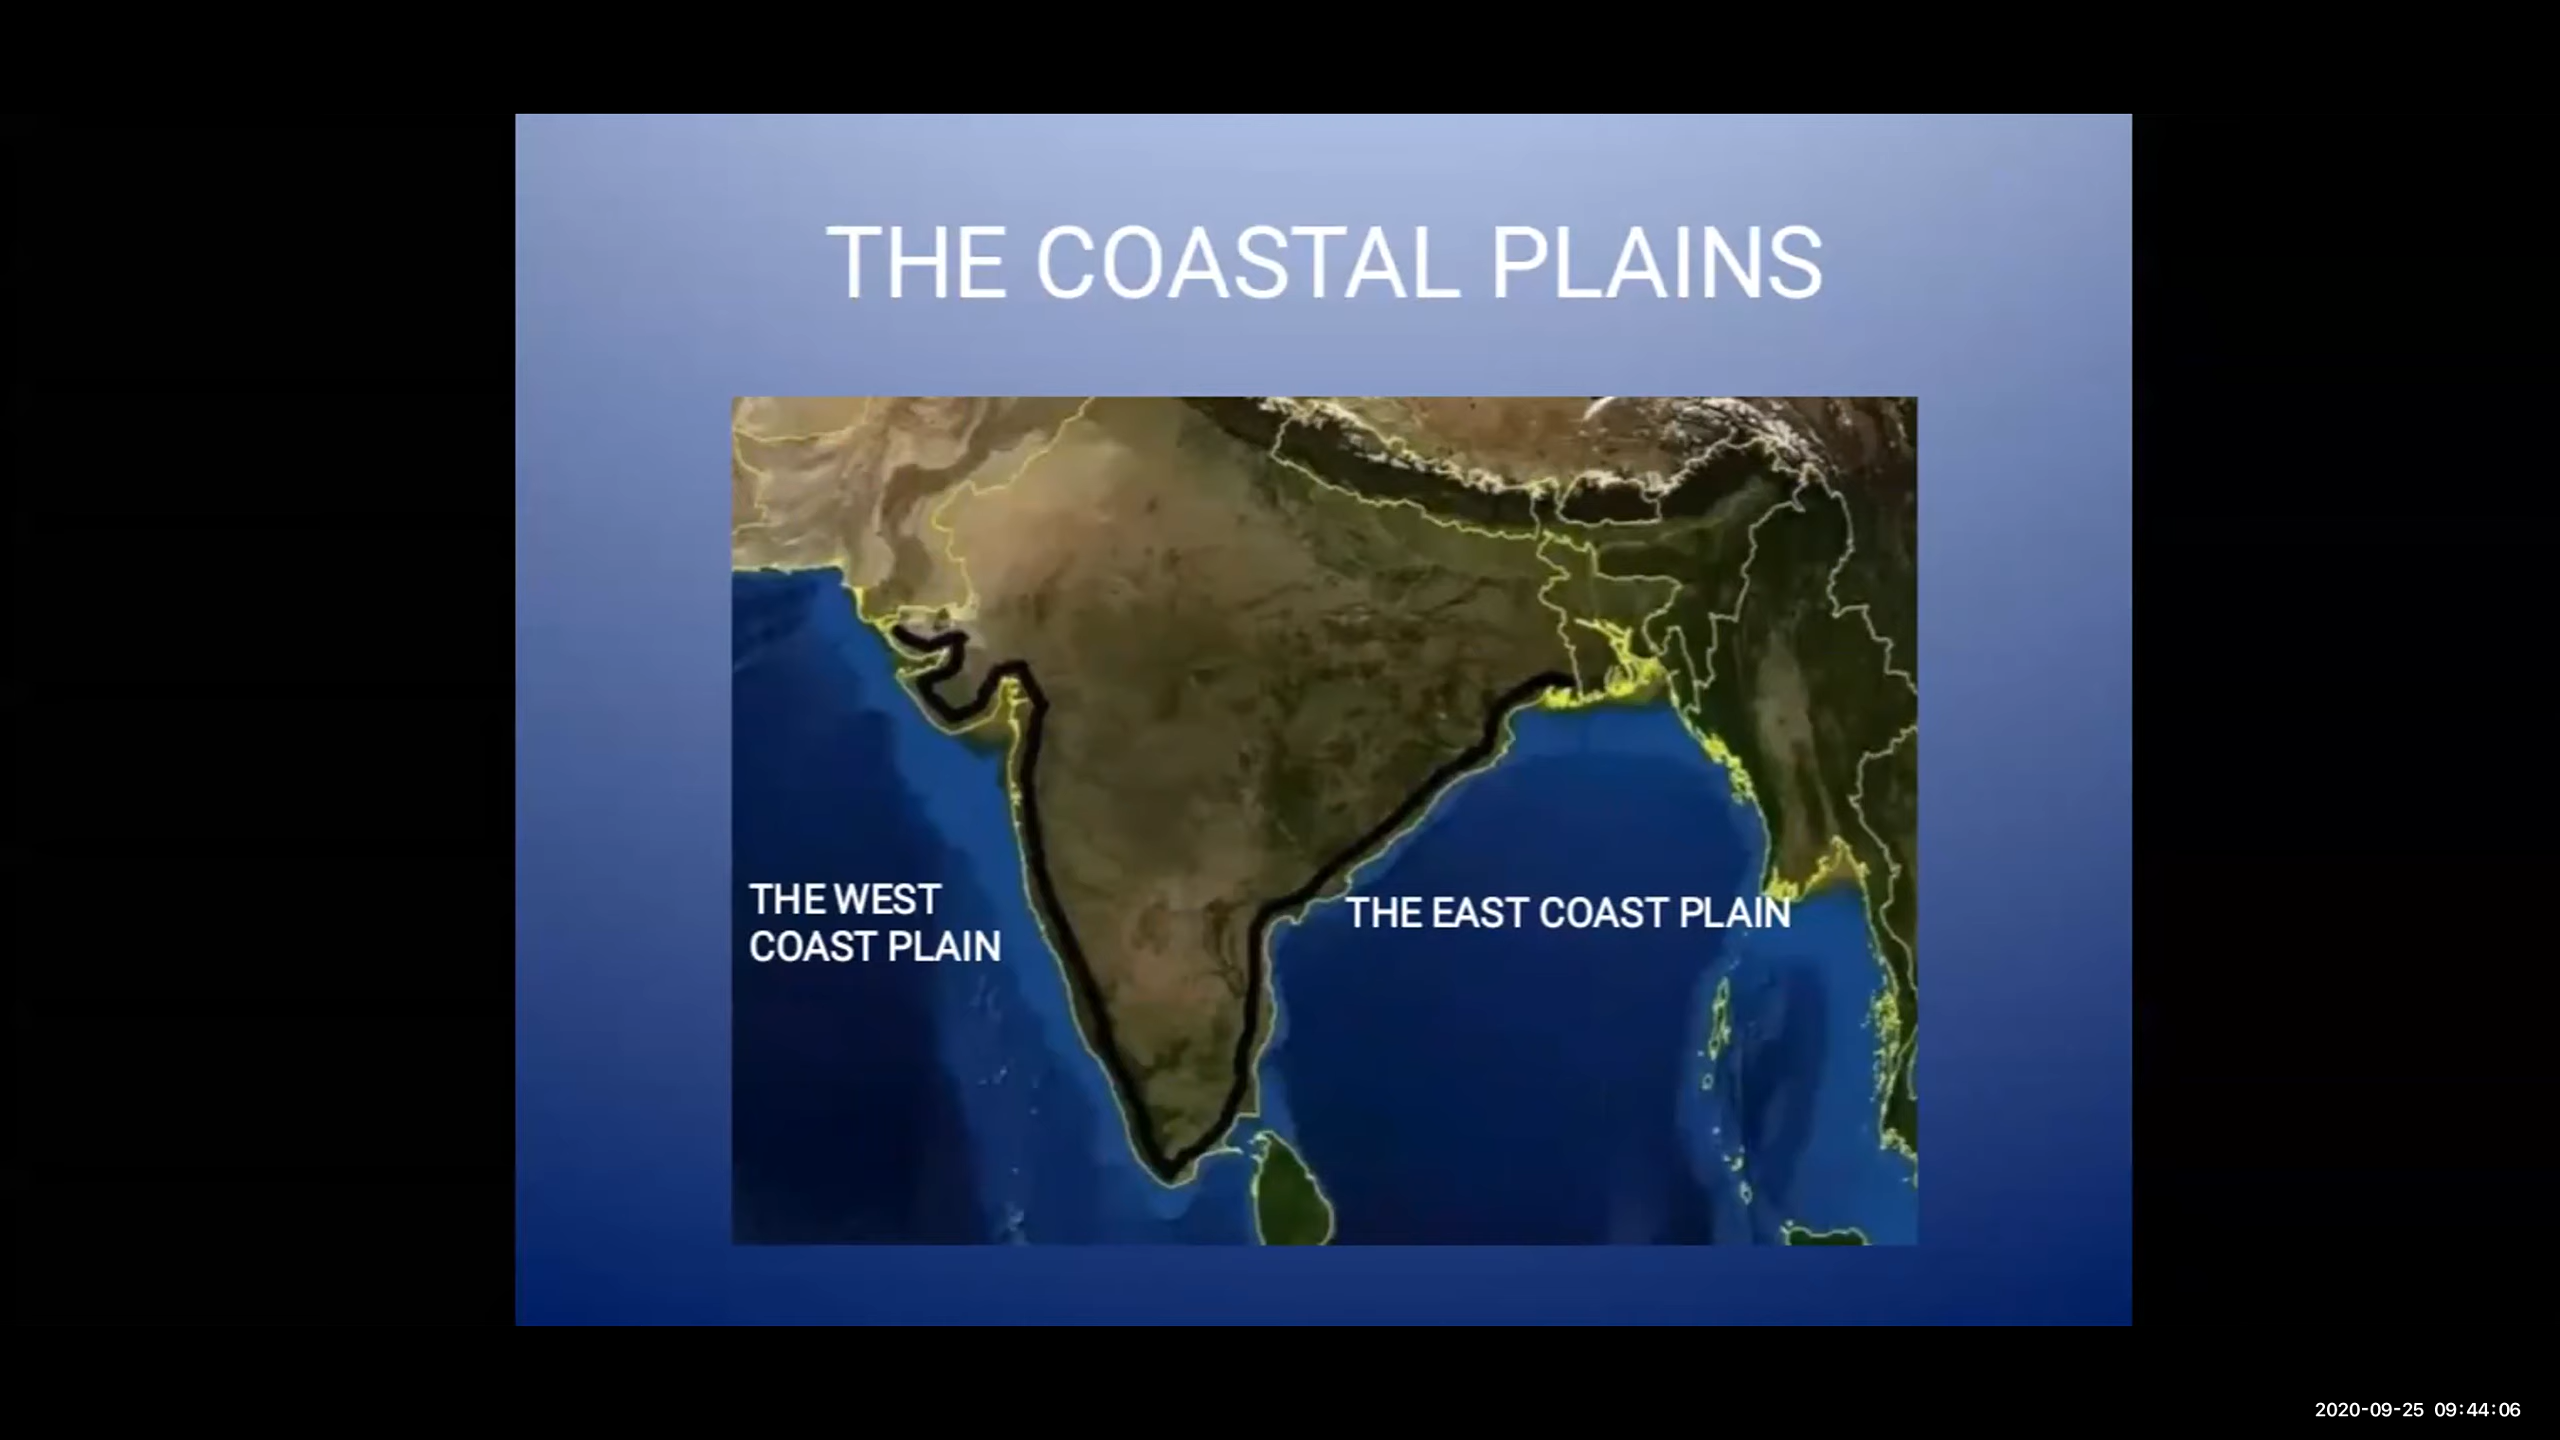 THE COASTAL PLAINS
THE WEST
COAST PLAIN
THE EAST COAST PLAIN
2020-09-25 09:44:06